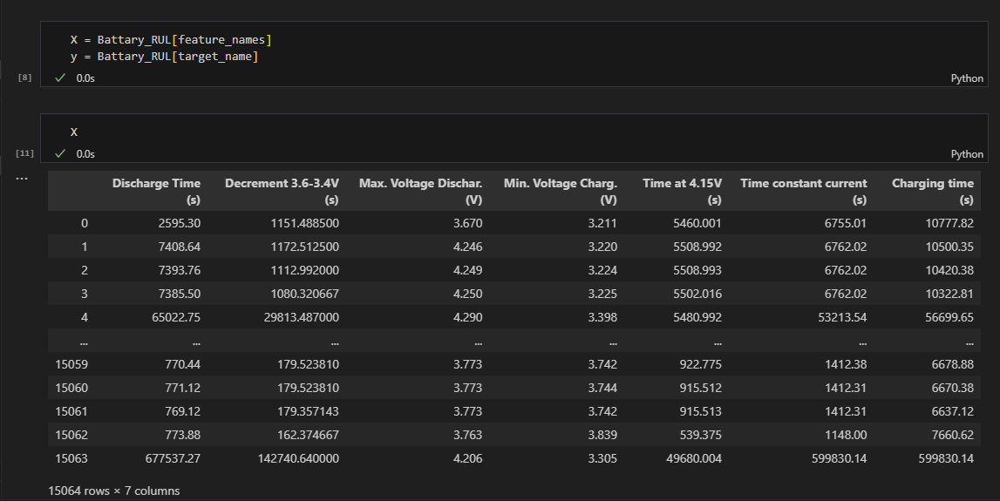 X = Battary_RUL[feature_names]
y = Battary_RUL[target_name]
[8] ✓ 0.0s Python
X
[11] ✓ 0.0s Python
...
Discharge Time (s) Decrement 3.6-3.4V (s) Max. Voltage Dischar. (V) Min. Voltage Charg. (V) Time at 4.15V (s) Time constant current (s) Charging time (s)
0 2595.30 1151.488500 3.670 3.211 5460.001 6755.01 10777.82
1 7408.64 1172.512500 4.246 3.220 5508.992 6762.02 10500.35
2 7393.76 1112.992000 4.249 3.224 5508.993 6762.02 10420.38
3 7385.50 1080.320667 4.250 3.225 5502.016 6762.02 10322.81
4 65022.75 29813.487000 4.290 3.398 5480.992 53213.54 56699.65
... ... ... ... ... ... ... ...
15059 770.44 179.523810 3.773 3.742 922.775 1412.38 6678.88
15060 771.12 179.523810 3.773 3.744 915.512 1412.31 6670.38
15061 769.12 179.357143 3.773 3.742 915.513 1412.31 6637.12
15062 773.88 162.374667 3.763 3.839 539.375 1148.00 7660.62
15063 677537.27 142740.640000 4.206 3.305 49680.004 599830.14 599830.14
15064 rows × 7 columns